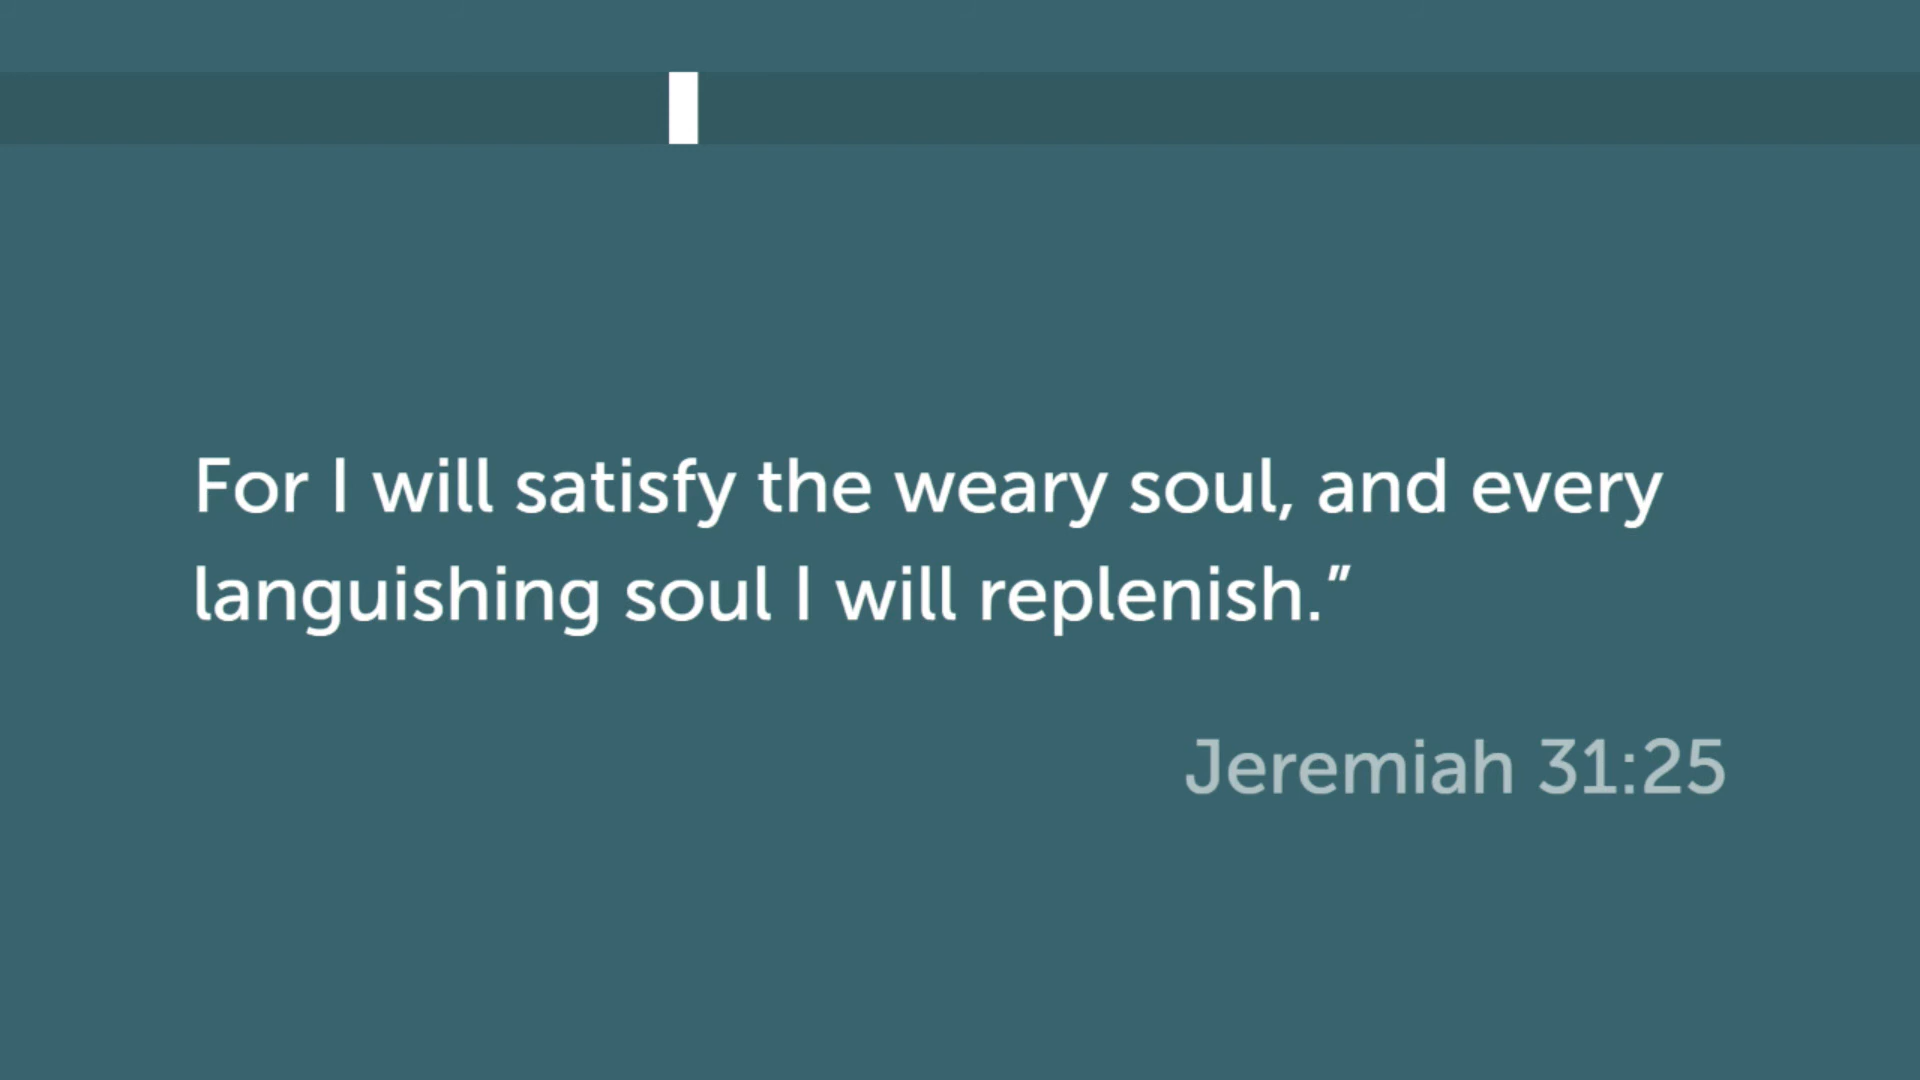 For I will satisfy the weary soul, and every
languishing soul I will replenish.”
Jeremiah 31:25